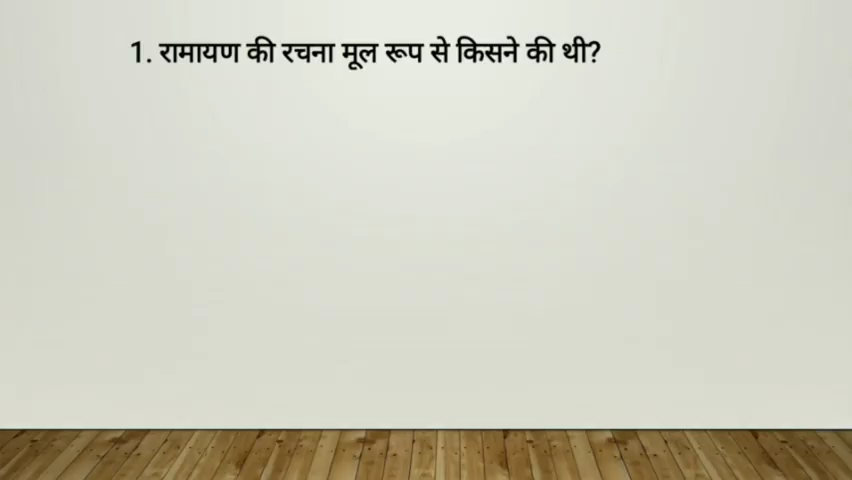 1. रामायण की रचना मूल रूप से किसने की थी?